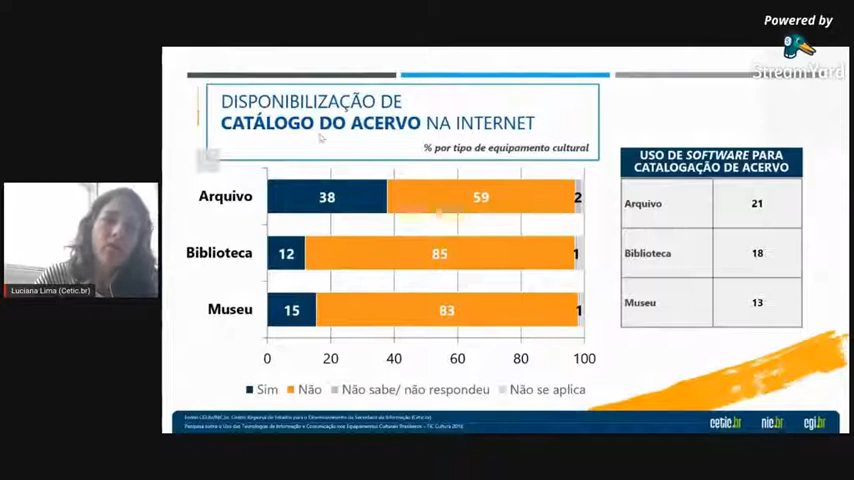 Powered by
StreamYard
DISPONIBILIZAÇÃO DE
CATÁLOGO DO ACERVO NA INTERNET
% por tipo de equipamento cultural
Arquivo
38
59
2
Biblioteca
12
85
1
Museu
15
83
1
0 20 40 60 80 100
Sim Não Não sabe/ não respondeu Não se aplica
USO DE SOFTWARE PARA
CATALOGAÇÃO DE ACERVO
Arquivo 21
Biblioteca 18
Museu 13
Luciana Lima (Cetic.br)
cetic.br nic.br cgi.br